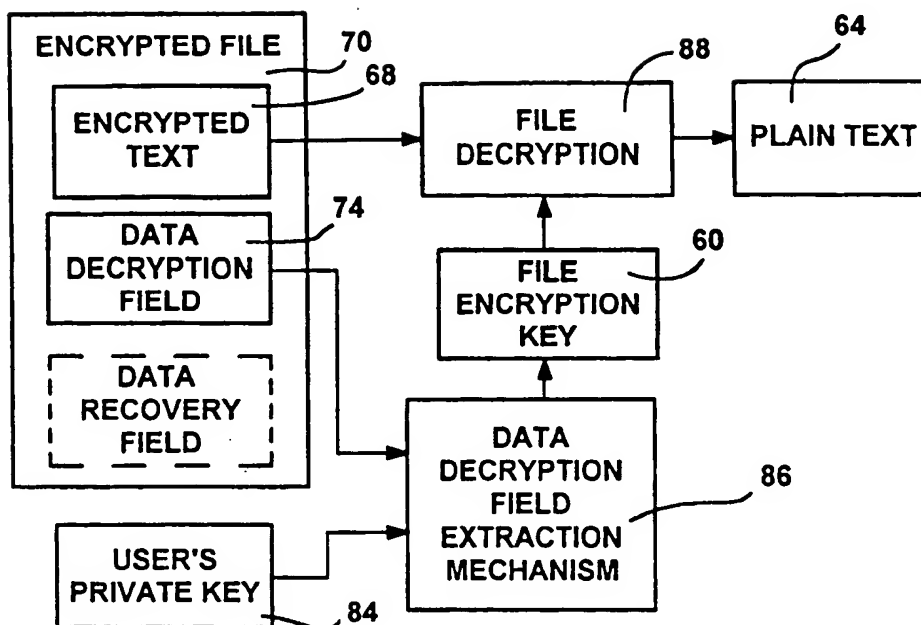 ENCRYPTED FILE
70
68
ENCRYPTED
TEXT
74
DATA
DECRYPTION
FIELD
DATA
RECOVERY
FIELD
USER'S
PRIVATE KEY
84
88
FILE
DECRYPTION
64
PLAIN TEXT
60
FILE
ENCRYPTION
KEY
DATA
DECRYPTION
FIELD
EXTRACTION
MECHANISM
86